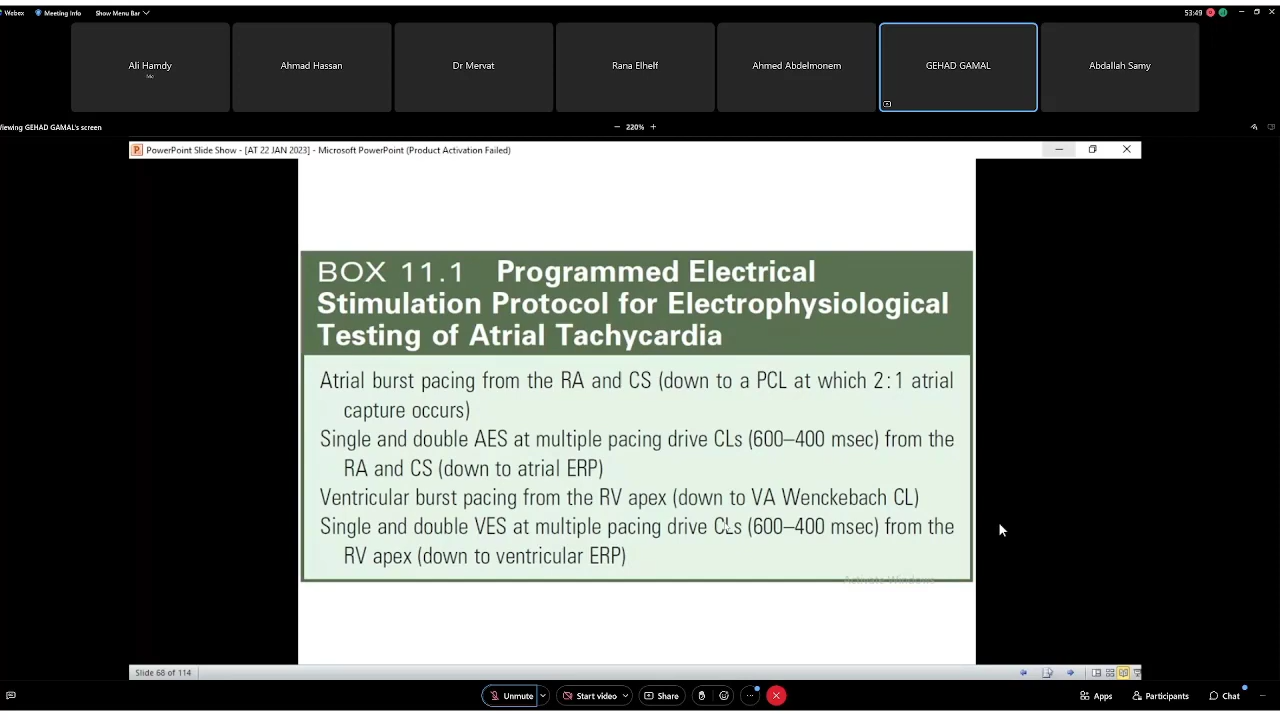 Webex Meeting Info Show Menu Bar 53:49
Ali Hamdy Ahmad Hassan Dr Mervat Rana Elhelf Ahmed Abdelmonem GEHAD GAMAL Abdallah Samy
Viewing GEHAD GAMAL's screen 220%
PowerPoint Slide Show - [AT 22 JAN 2023] - Microsoft PowerPoint (Product Activation Failed)
BOX 11.1 Programmed Electrical
Stimulation Protocol for Electrophysiological
Testing of Atrial Tachycardia
Atrial burst pacing from the RA and CS (down to a PCL at which 2:1 atrial
capture occurs)
Single and double AES at multiple pacing drive CLs (600–400 msec) from the
RA and CS (down to atrial ERP)
Ventricular burst pacing from the RV apex (down to VA Wenckebach CL)
Single and double VES at multiple pacing drive CLs (600–400 msec) from the
RV apex (down to ventricular ERP)
Activate Windows
Slide 68 of 114
Unmute Start video Share Apps Participants Chat